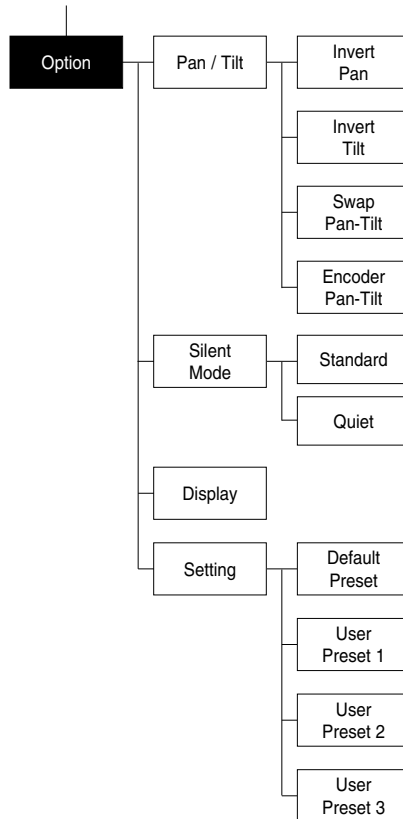 Option
Pan / Tilt
Invert
Pan
Invert
Tilt
Swap
Pan-Tilt
Encoder
Pan-Tilt
Silent
Mode
Standard
Quiet
Display
Setting
Default
Preset
User
Preset 1
User
Preset 2
User
Preset 3